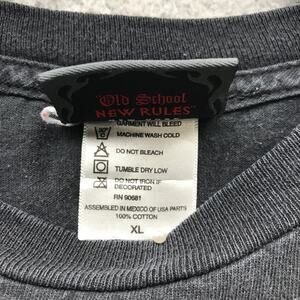 "Old School
NEW RULES"
GARMENT WILL BLEED
MACHINE WASH COLD
DO NOT BLEACH
TUMBLE DRY LOW
DO NOT IRON IF
DECORATED
RN 90681
ASSEMBLED IN MEXICO OF USA PARTS
100% COTTON
XL